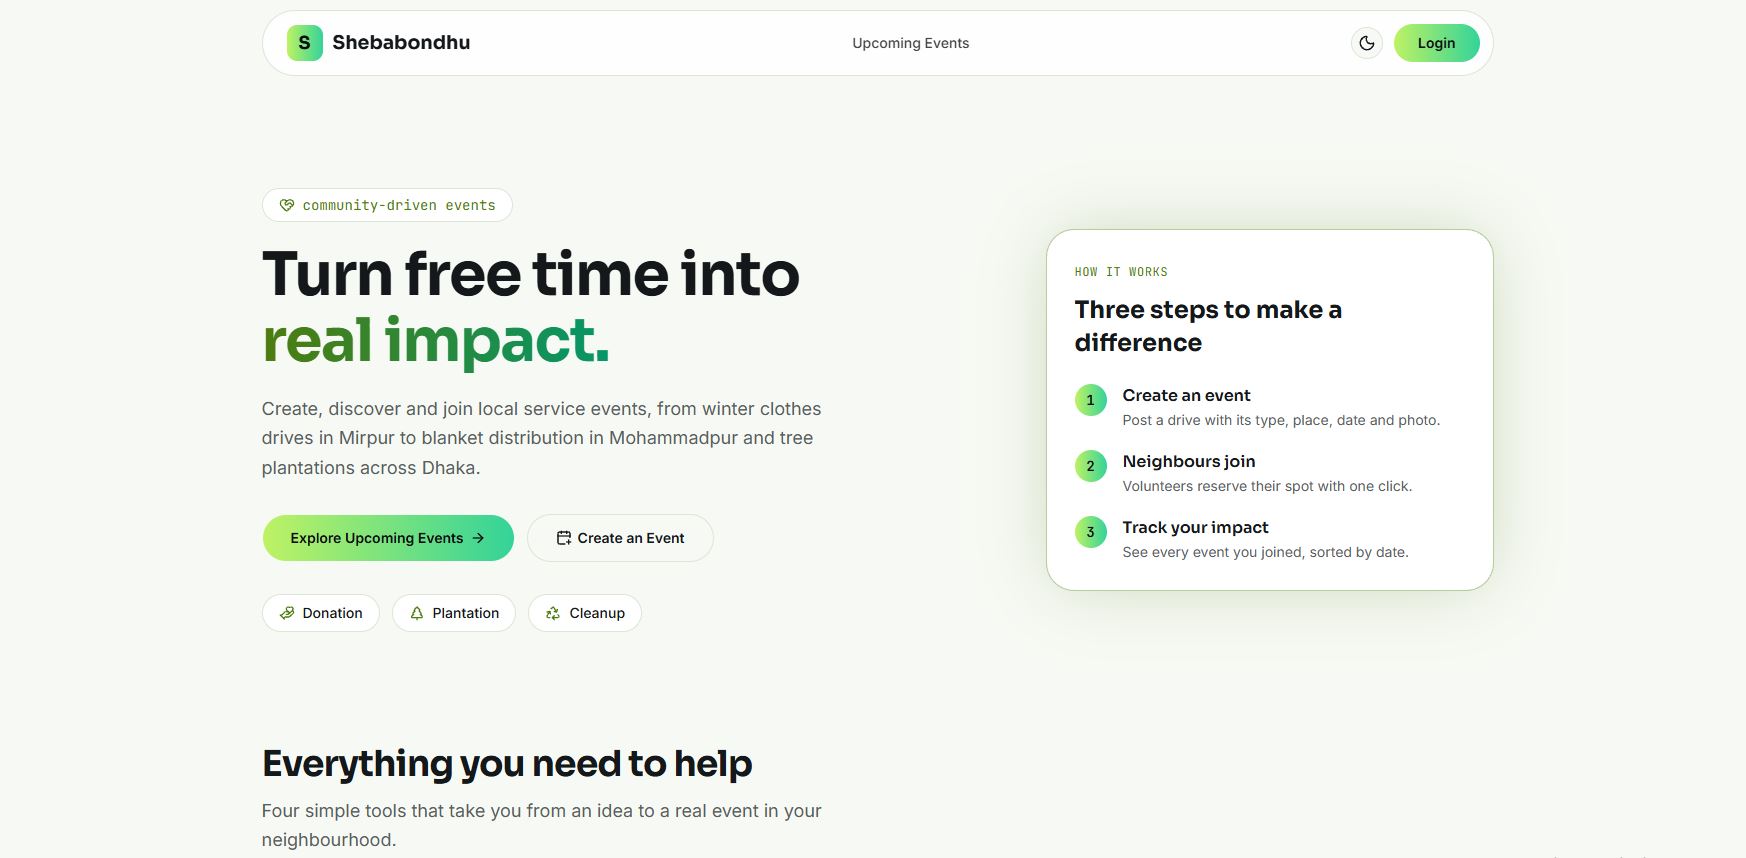 S
Shebabondhu
Upcoming Events
Login
community-driven events
Turn free time into
real impact.
Create, discover and join local service events, from winter clothes
drives in Mirpur to blanket distribution in Mohammadpur and tree
plantations across Dhaka.
Explore Upcoming Events
Create an Event
Donation
Plantation
Cleanup
HOW IT WORKS
Three steps to make a
difference
1
Create an event
Post a drive with its type, place, date and photo.
2
Neighbours join
Volunteers reserve their spot with one click.
3
Track your impact
See every event you joined, sorted by date.
Everything you need to help
Four simple tools that take you from an idea to a real event in your
neighbourhood.